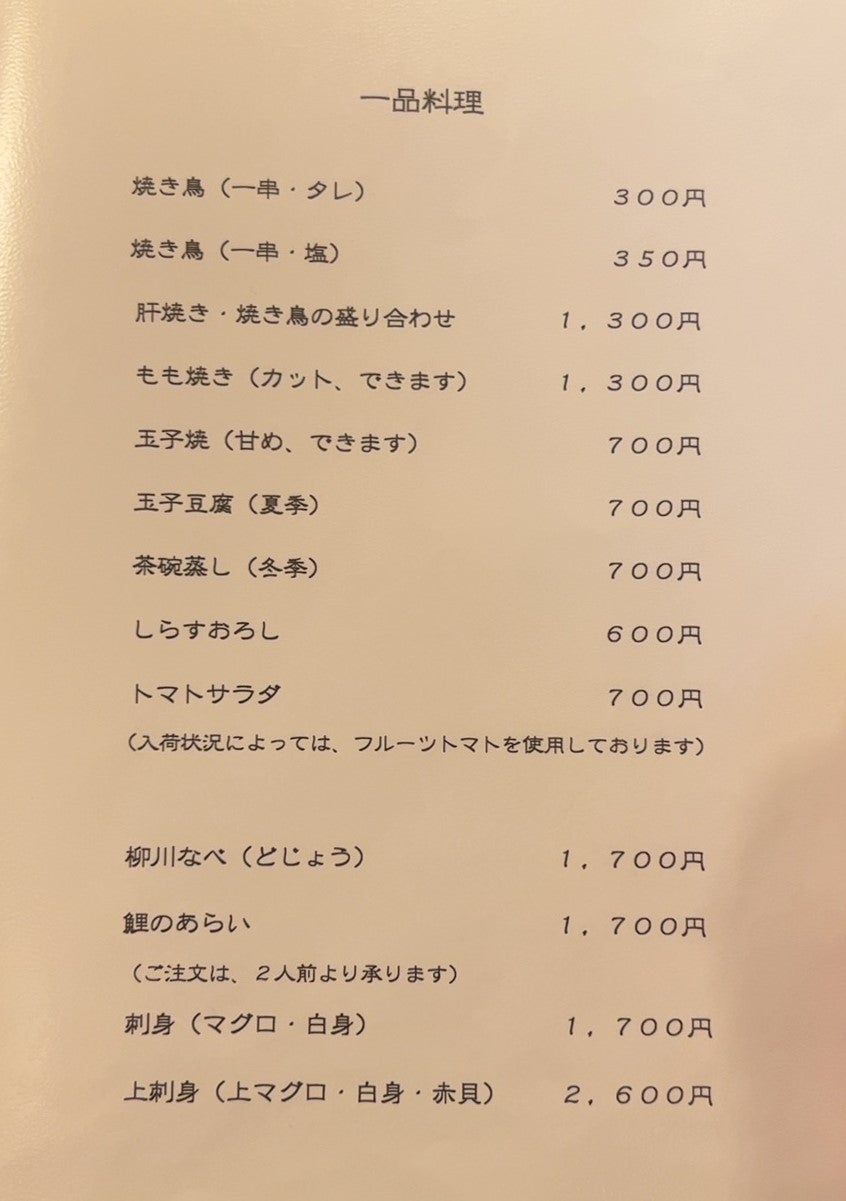 一品料理
焼き鳥（一串・タレ） ３００円
焼き鳥（一串・塩） ３５０円
肝焼き・焼き鳥の盛り合わせ １，３００円
もも焼き（カット、できます） １，３００円
玉子焼（甘め、できます） ７００円
玉子豆腐（夏季） ７００円
茶碗蒸し（冬季） ７００円
しらすおろし ６００円
トマトサラダ ７００円
（入荷状況によっては、フルーツトマトを使用しております）
柳川なべ（どじょう） １，７００円
鯉のあらい １，７００円
（ご注文は、２人前より承ります）
刺身（マグロ・白身） １，７００円
上刺身（上マグロ・白身・赤貝） ２，６００円